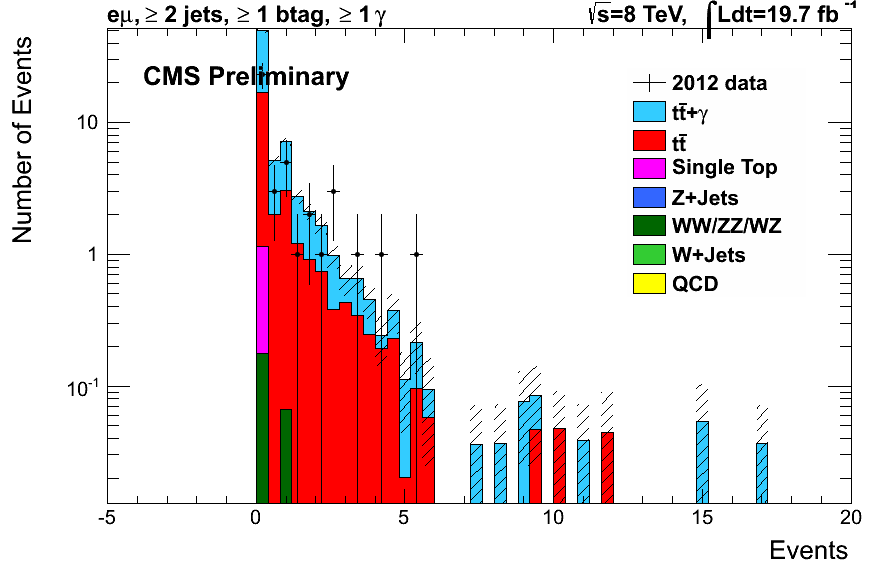 eμ, ≥ 2 jets, ≥ 1 btag, ≥ 1 γ
√s=8 TeV, ∫Ldt=19.7 fb⁻¹
CMS Preliminary
2012 data
tt̄+γ
tt̄
Single Top
Z+Jets
WW/ZZ/WZ
W+Jets
QCD
Number of Events
10
1
10⁻¹
-5 0 5 10 15 20
Events